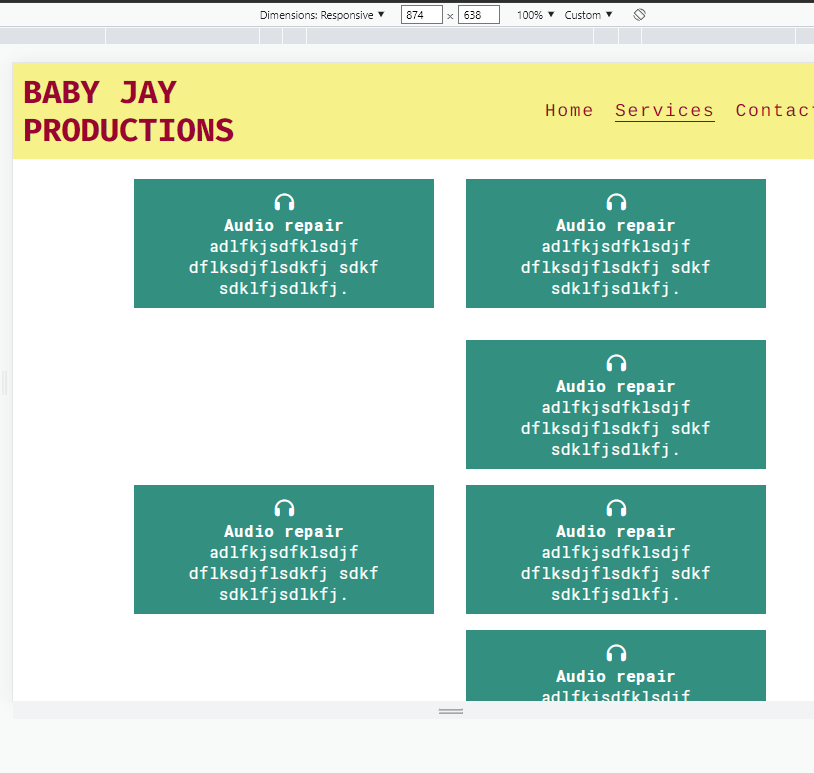 Dimensions: Responsive ▼ 874 × 638 100% ▼ Custom ▼
BABY JAY
PRODUCTIONS
Home Services Contact
Audio repair
adlfkjsdfklsdjf
dflksdjflsdkfj sdkf
sdklfjsdlkfj.
Audio repair
adlfkjsdfklsdjf
dflksdjflsdkfj sdkf
sdklfjsdlkfj.
Audio repair
adlfkjsdfklsdjf
dflksdjflsdkfj sdkf
sdklfjsdlkfj.
Audio repair
adlfkjsdfklsdjf
dflksdjflsdkfj sdkf
sdklfjsdlkfj.
Audio repair
adlfkjsdfklsdjf
dflksdjflsdkfj sdkf
sdklfjsdlkfj.
Audio repair
adlfkjsdfklsdjf